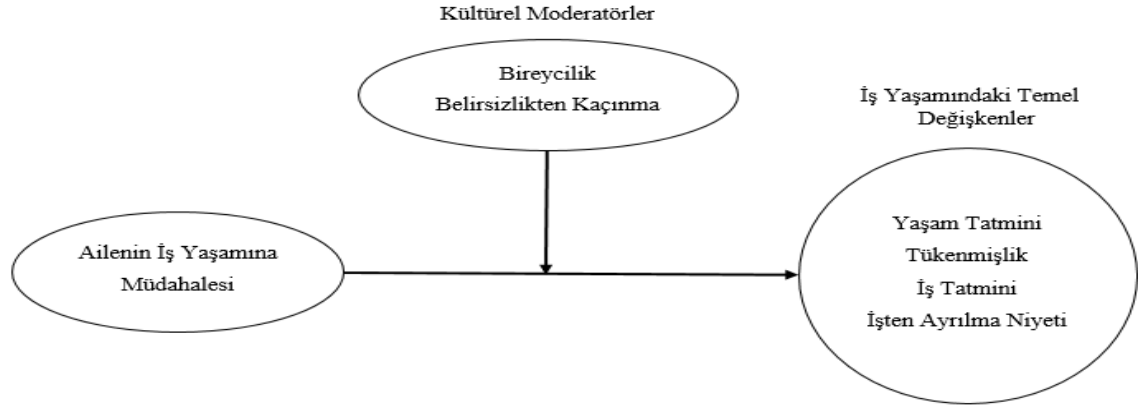 Kültürel Moderatörler
Bireycilik
Belirsizlikten Kaçınma
İş Yaşamındaki Temel
Değişkenler
Ailenin İş Yaşamına
Müdahalesi
Yaşam Tatmini
Tükenmişlik
İş Tatmini
İşten Ayrılma Niyeti